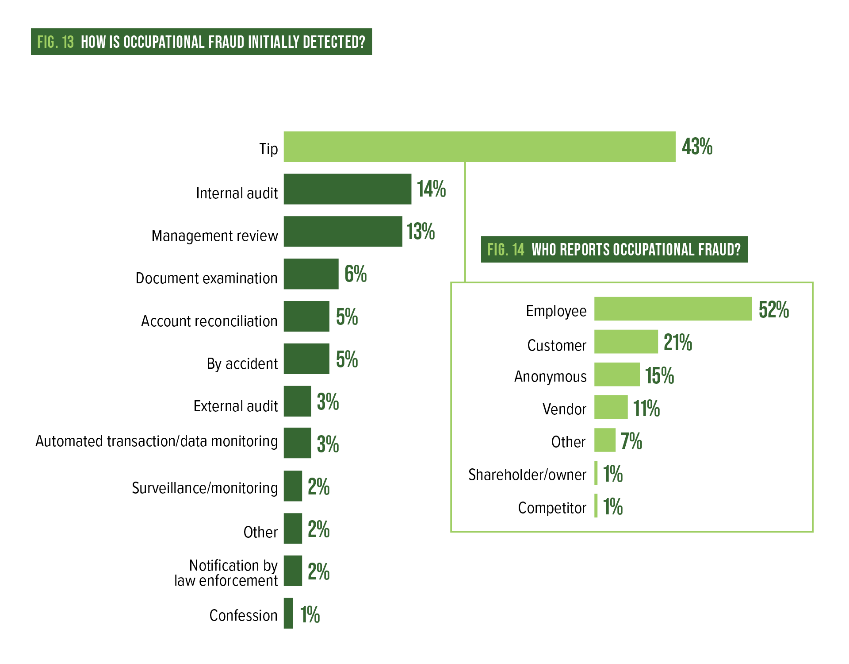 FIG. 13 HOW IS OCCUPATIONAL FRAUD INITIALLY DETECTED?
Tip 43%
Internal audit 14%
Management review 13%
Document examination 6%
Account reconciliation 5%
By accident 5%
External audit 3%
Automated transaction/data monitoring 3%
Surveillance/monitoring 2%
Other 2%
Notification by
law enforcement 2%
Confession 1%
FIG. 14 WHO REPORTS OCCUPATIONAL FRAUD?
Employee 52%
Customer 21%
Anonymous 15%
Vendor 11%
Other 7%
Shareholder/owner 1%
Competitor 1%